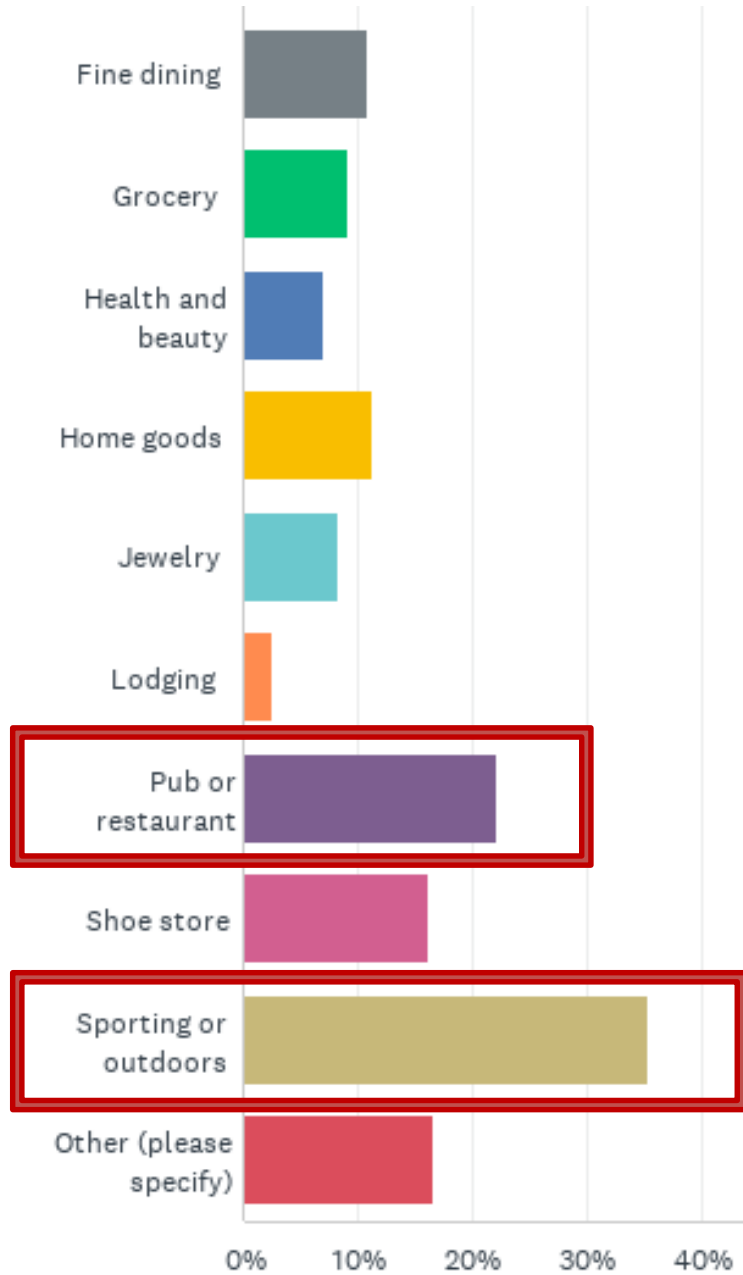 Fine dining
Grocery
Health and
beauty
Home goods
Jewelry
Lodging
Pub or
restaurant
Shoe store
Sporting or
outdoors
Other (please
specify)
0% 10% 20% 30% 40%